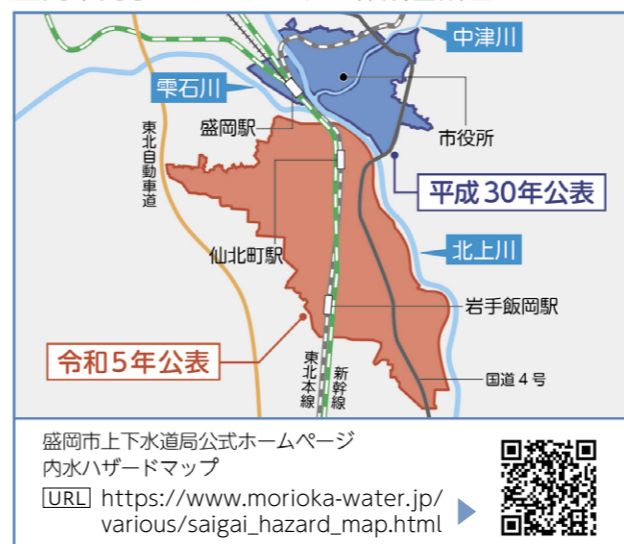 中津川
雫石川
盛岡駅
市役所
東北自動車道
平成30年公表
仙北町駅
北上川
岩手飯岡駅
令和5年公表
東北本線
新幹線
国道4号
盛岡市上下水道局公式ホームページ
内水ハザードマップ
URL https://www.morioka-water.jp/
various/saigai_hazard_map.html